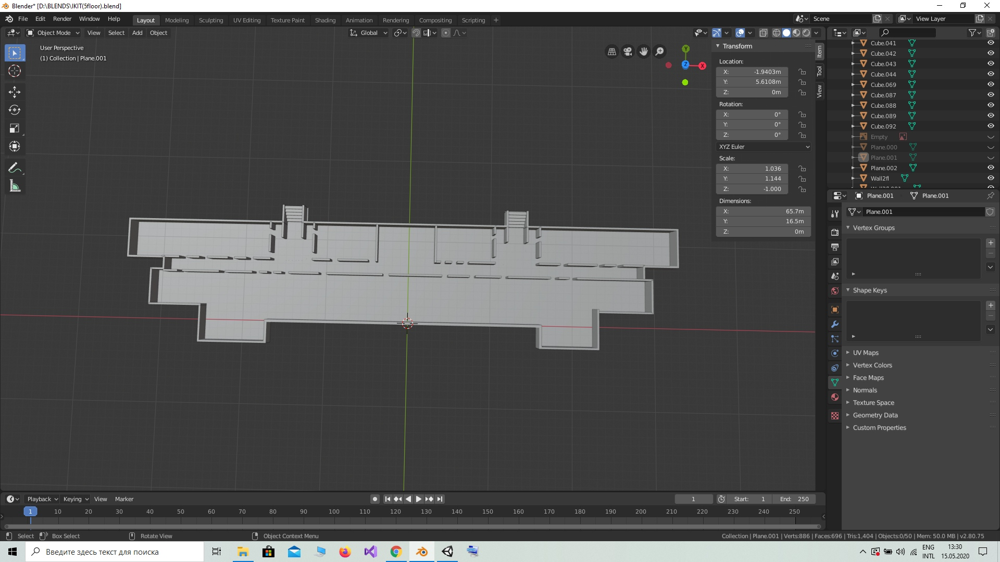 Blender* [D:\BLENDS\IKIT(5floor).blend]
File Edit Render Window Help Layout Modeling Sculpting UV Editing Texture Paint Shading Animation Rendering Compositing Scripting + Scene View Layer
Object Mode View Select Add Object Global
User Perspective
(1) Collection | Plane.001
Transform
Location:
X: -1.9403m
Y: 5.6108m
Z: 0m
Rotation:
X: 0°
Y: 0°
Z: 0°
XYZ Euler
Scale:
X: 1.036
Y: 1.144
Z: -1.000
Dimensions:
X: 65.7m
Y: 16.5m
Z: 0m
Item
Tool
View
Y
Z
X
Cube.041
Cube.042
Cube.043
Cube.044
Cube.069
Cube.087
Cube.088
Cube.089
Cube.092
Empty
Plane.000
Plane.001
Plane.002
Wall2fl
Plane.001 Plane.001
Plane.001
Vertex Groups
Shape Keys
UV Maps
Vertex Colors
Face Maps
Normals
Texture Space
Geometry Data
Custom Properties
Playback Keying View Marker 1 Start: 1 End: 250
1 10 20 30 40 50 60 70 80 90 100 110 120 130 140 150 160 170 180 190 200 210 220 230 240 250
Select Box Select Rotate View Object Context Menu Collection | Plane.001 | Verts:886 | Faces:696 | Tris:1,404 | Objects:0/50 | Mem: 50.0 MB | v2.80.75
Введите здесь текст для поиска
ENG
INTL
13:30
15.05.2020